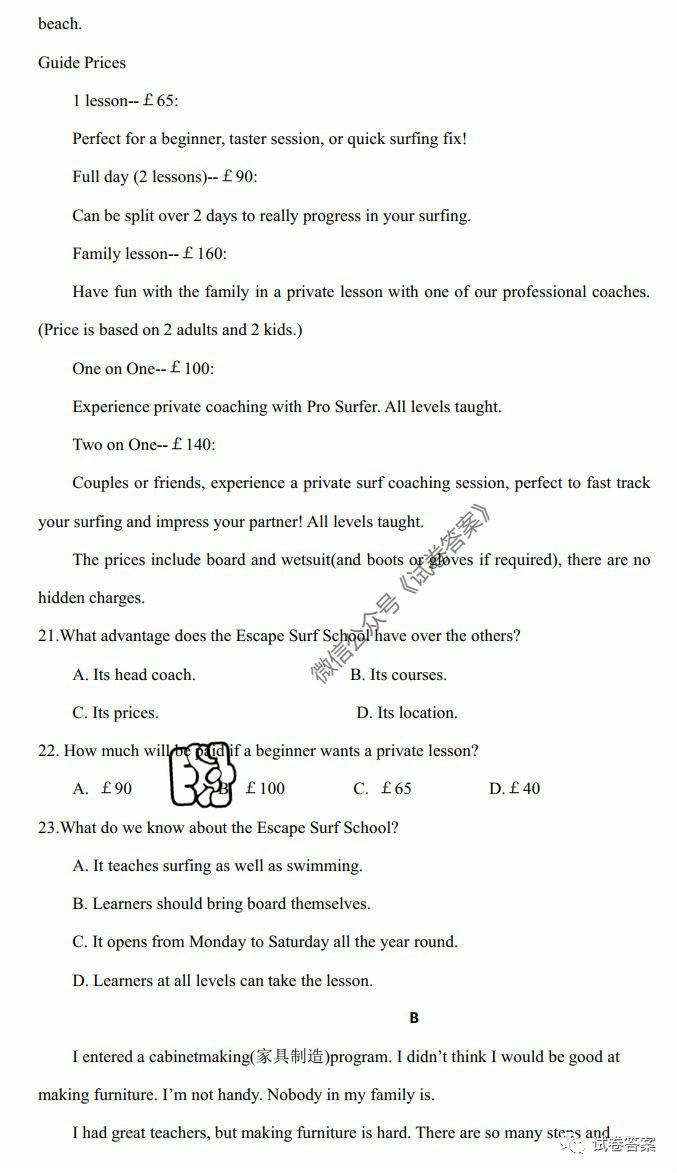 beach.
Guide Prices
1 lesson--￡65:
Perfect for a beginner, taster session, or quick surfing fix!
Full day (2 lessons)--￡90:
Can be split over 2 days to really progress in your surfing.
Family lesson--￡160:
Have fun with the family in a private lesson with one of our professional coaches.
(Price is based on 2 adults and 2 kids.)
One on One--￡100:
Experience private coaching with Pro Surfer. All levels taught.
Two on One--￡140:
Couples or friends, experience a private surf coaching session, perfect to fast track
your surfing and impress your partner! All levels taught.
The prices include board and wetsuit(and boots or gloves if required), there are no
hidden charges.
微信公众号《试卷答案》
21.What advantage does the Escape Surf School have over the others?
A. Its head coach. B. Its courses.
C. Its prices. D. Its location.
22. How much will be paid if a beginner wants a private lesson?
A. ￡90 B ￡100 C. ￡65 D.￡40
23.What do we know about the Escape Surf School?
A. It teaches surfing as well as swimming.
B. Learners should bring board themselves.
C. It opens from Monday to Saturday all the year round.
D. Learners at all levels can take the lesson.
B
I entered a cabinetmaking(家具制造)program. I didn't think I would be good at
making furniture. I'm not handy. Nobody in my family is.
I had great teachers, but making furniture is hard. There are so many steps and
试卷答案